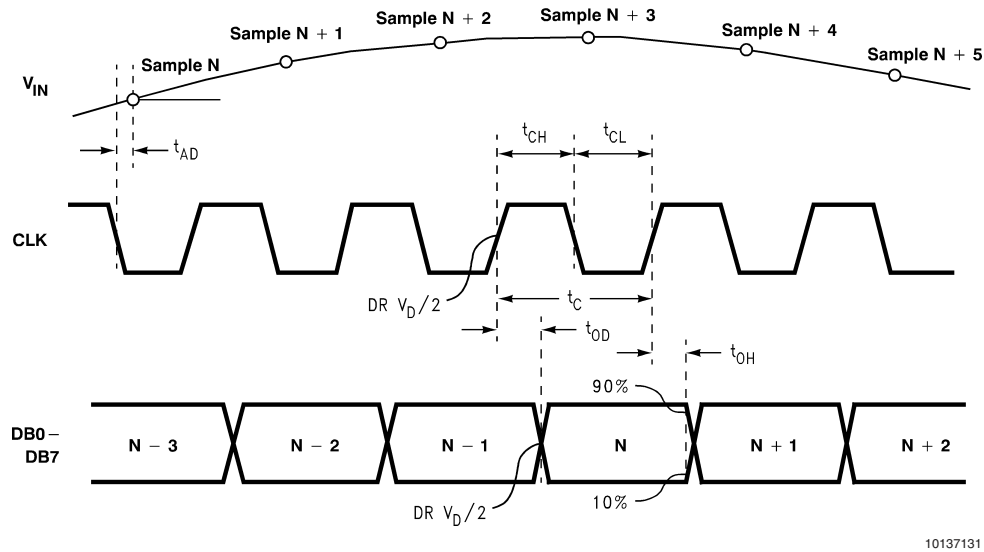 Sample N
Sample N + 1
Sample N + 2
Sample N + 3
Sample N + 4
Sample N + 5
VIN
tAD
tCH
tCL
CLK
DR VD/2
tC
tOD
tOH
90%
DB0 –
DB7
N – 3
N – 2
N – 1
N
N + 1
N + 2
DR VD/2
10%
10137131